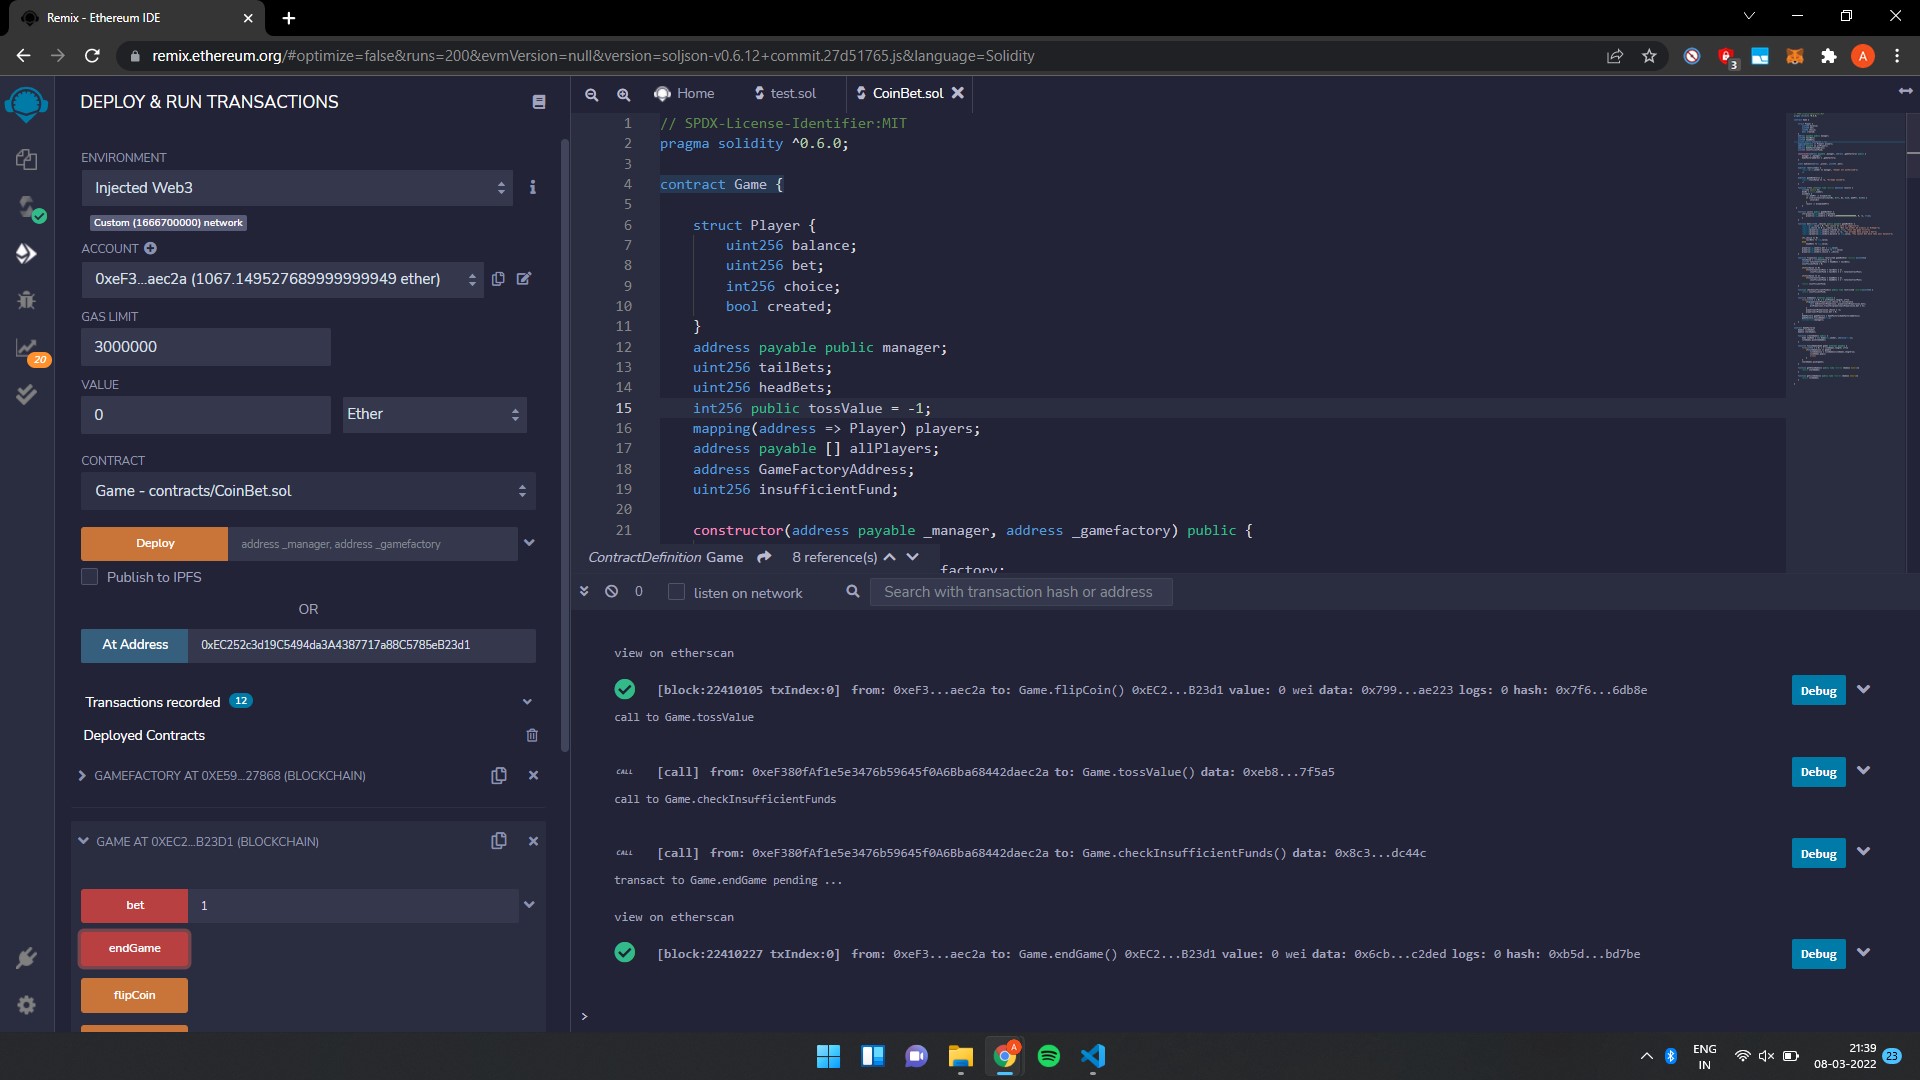 Remix - Ethereum IDE
remix.ethereum.org/#optimize=false&runs=200&evmVersion=null&version=soljson-v0.6.12+commit.27d51765.js&language=Solidity
3
A
DEPLOY & RUN TRANSACTIONS
ENVIRONMENT
Injected Web3
Custom (1666700000) network
ACCOUNT
0xeF3...aec2a (1067.149527689999999949 ether)
GAS LIMIT
3000000
VALUE
0
Ether
CONTRACT
Game - contracts/CoinBet.sol
Deploy
address _manager, address _gamefactory
Publish to IPFS
OR
At Address
0xEC252c3d19C5494da3A4387717a88C5785eB23d1
Transactions recorded 12
Deployed Contracts
GAMEFACTORY AT 0XE59...27868 (BLOCKCHAIN)
GAME AT 0XEC2...B23D1 (BLOCKCHAIN)
bet
1
endGame
flipCoin
20
Home
test.sol
CoinBet.sol
1 // SPDX-License-Identifier:MIT
2 pragma solidity ^0.6.0;
3
4 contract Game {
5
6 struct Player {
7 uint256 balance;
8 uint256 bet;
9 int256 choice;
10 bool created;
11 }
12 address payable public manager;
13 uint256 tailBets;
14 uint256 headBets;
15 int256 public tossValue = -1;
16 mapping(address => Player) players;
17 address payable [] allPlayers;
18 address GameFactoryAddress;
19 uint256 insufficientFund;
20
21 constructor(address payable _manager, address _gamefactory) public {
factory;
ContractDefinition Game 8 reference(s)
0
listen on network
Search with transaction hash or address
view on etherscan
[block:22410105 txIndex:0] from: 0xeF3...aec2a to: Game.flipCoin() 0xEC2...B23d1 value: 0 wei data: 0x799...ae223 logs: 0 hash: 0x7f6...6db8e
Debug
call to Game.tossValue
CALL [call] from: 0xeF380fAf1e5e3476b59645f0A6Bba68442daec2a to: Game.tossValue() data: 0xeb8...7f5a5
Debug
call to Game.checkInsufficientFunds
CALL [call] from: 0xeF380fAf1e5e3476b59645f0A6Bba68442daec2a to: Game.checkInsufficientFunds() data: 0x8c3...dc44c
Debug
transact to Game.endGame pending ...
view on etherscan
[block:22410227 txIndex:0] from: 0xeF3...aec2a to: Game.endGame() 0xEC2...B23d1 value: 0 wei data: 0x6cb...c2ded logs: 0 hash: 0xb5d...bd7be
Debug
>
A
ENG
IN
21:39
08-03-2022
23